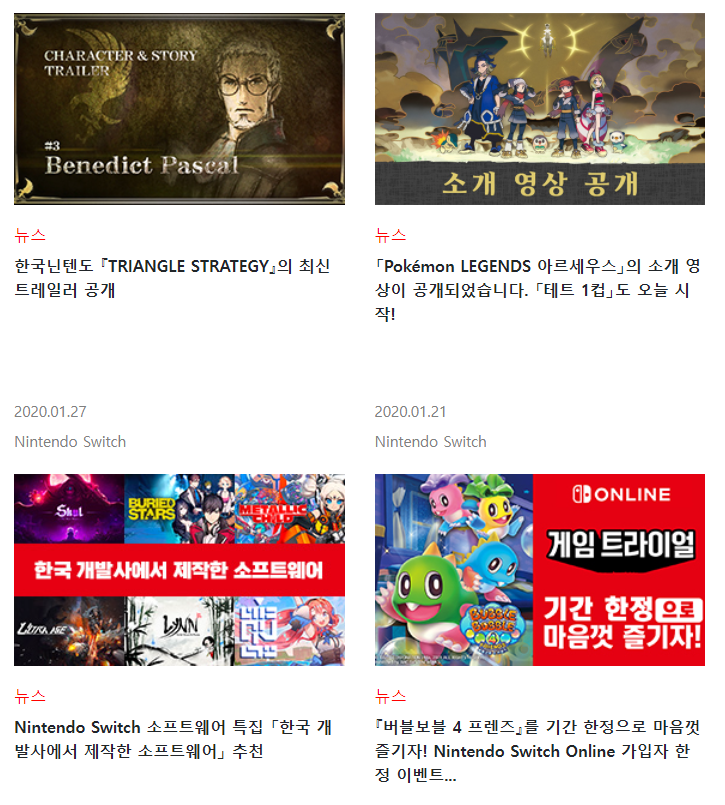 CHARACTER & STORY
TRAILER
#3
Benedict Pascal
뉴스
한국닌텐도 『TRIANGLE STRATEGY』의 최신
트레일러 공개
소개 영상 공개
뉴스
「Pokémon LEGENDS 아르세우스」의 소개 영
상이 공개되었습니다. 「테트 1컵」도 오늘 시
작!
2020.01.27
Nintendo Switch
2020.01.21
Nintendo Switch
Skul
BURIED
STARS
METALLIC
CHILD
한국 개발사에서 제작한 소프트웨어
ULTRA AGE
LYNN
뉴스
Nintendo Switch 소프트웨어 특집 「한국 개
발사에서 제작한 소프트웨어」 추천
BUBBLE
BOBBLE
4
FRIENDS
ONLINE
게임 트라이얼
기간 한정으로
마음껏 즐기자!
뉴스
『버블보블 4 프렌즈』를 기간 한정으로 마음껏
즐기자! Nintendo Switch Online 가입자 한
정 이벤트...